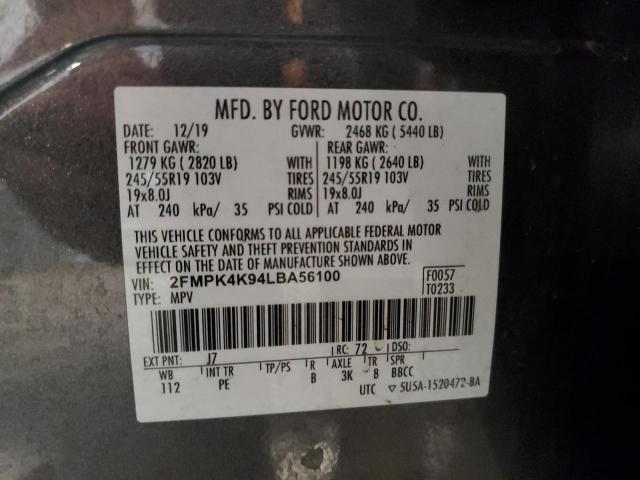 MFD. BY FORD MOTOR CO.
DATE: 12/19 GVWR: 2468 KG ( 5440 LB)
FRONT GAWR: REAR GAWR:
1279 KG ( 2820 LB) WITH 1198 KG ( 2640 LB) WITH
245/55R19 103V TIRES 245/55R19 103V TIRES
19x8.0J RIMS 19x8.0J RIMS
AT 240 kPa/ 35 PSI COLD AT 240 kPa/ 35 PSI COLD
THIS VEHICLE CONFORMS TO ALL APPLICABLE FEDERAL MOTOR
VEHICLE SAFETY AND THEFT PREVENTION STANDARDS IN
EFFECT ON THE DATE OF MANUFACTURE SHOWN ABOVE.
VIN: 2FMPK4K94LBA56100 F0057
TYPE: MPV T0233
EXT PNT: J7 RC: 72 DSO:
WB INT TR TP/PS R AXLE TR SPR
112 PE B 3K 8 BBCC
UTC ▽ 5U5A-1520472-BA